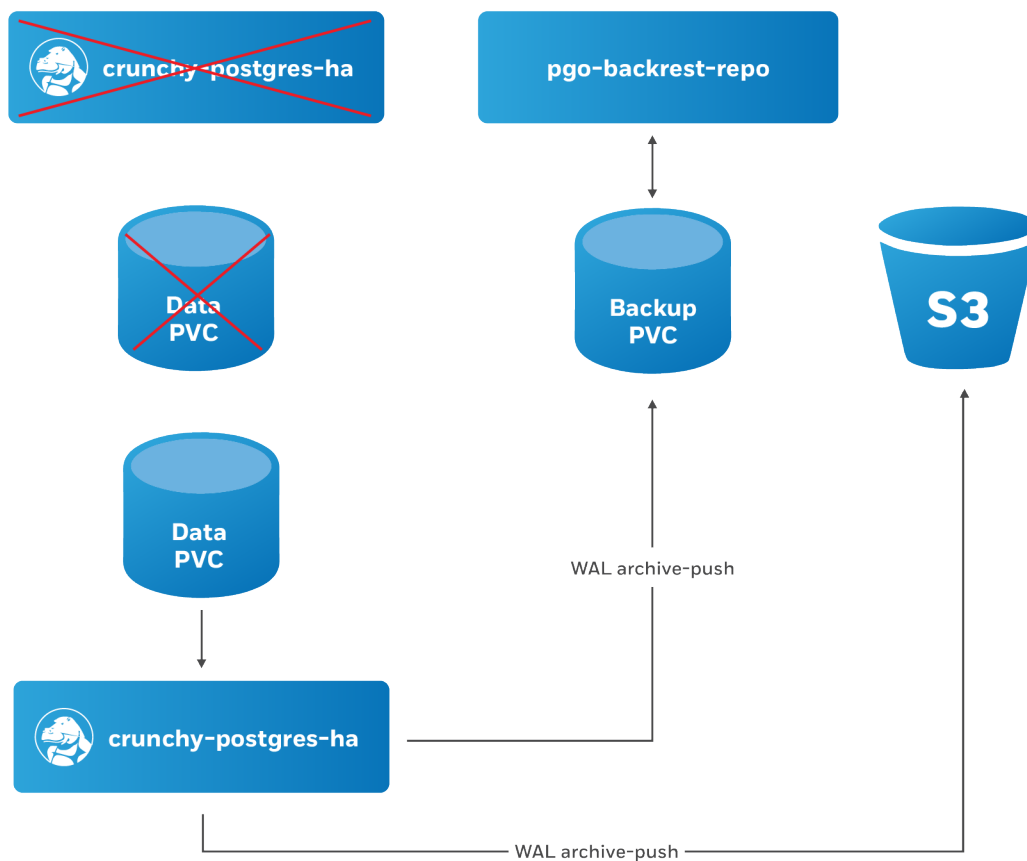 crunchy-postgres-ha
pgo-backrest-repo
Data
PVC
Backup
PVC
S3
Data
PVC
WAL archive-push
crunchy-postgres-ha
WAL archive-push